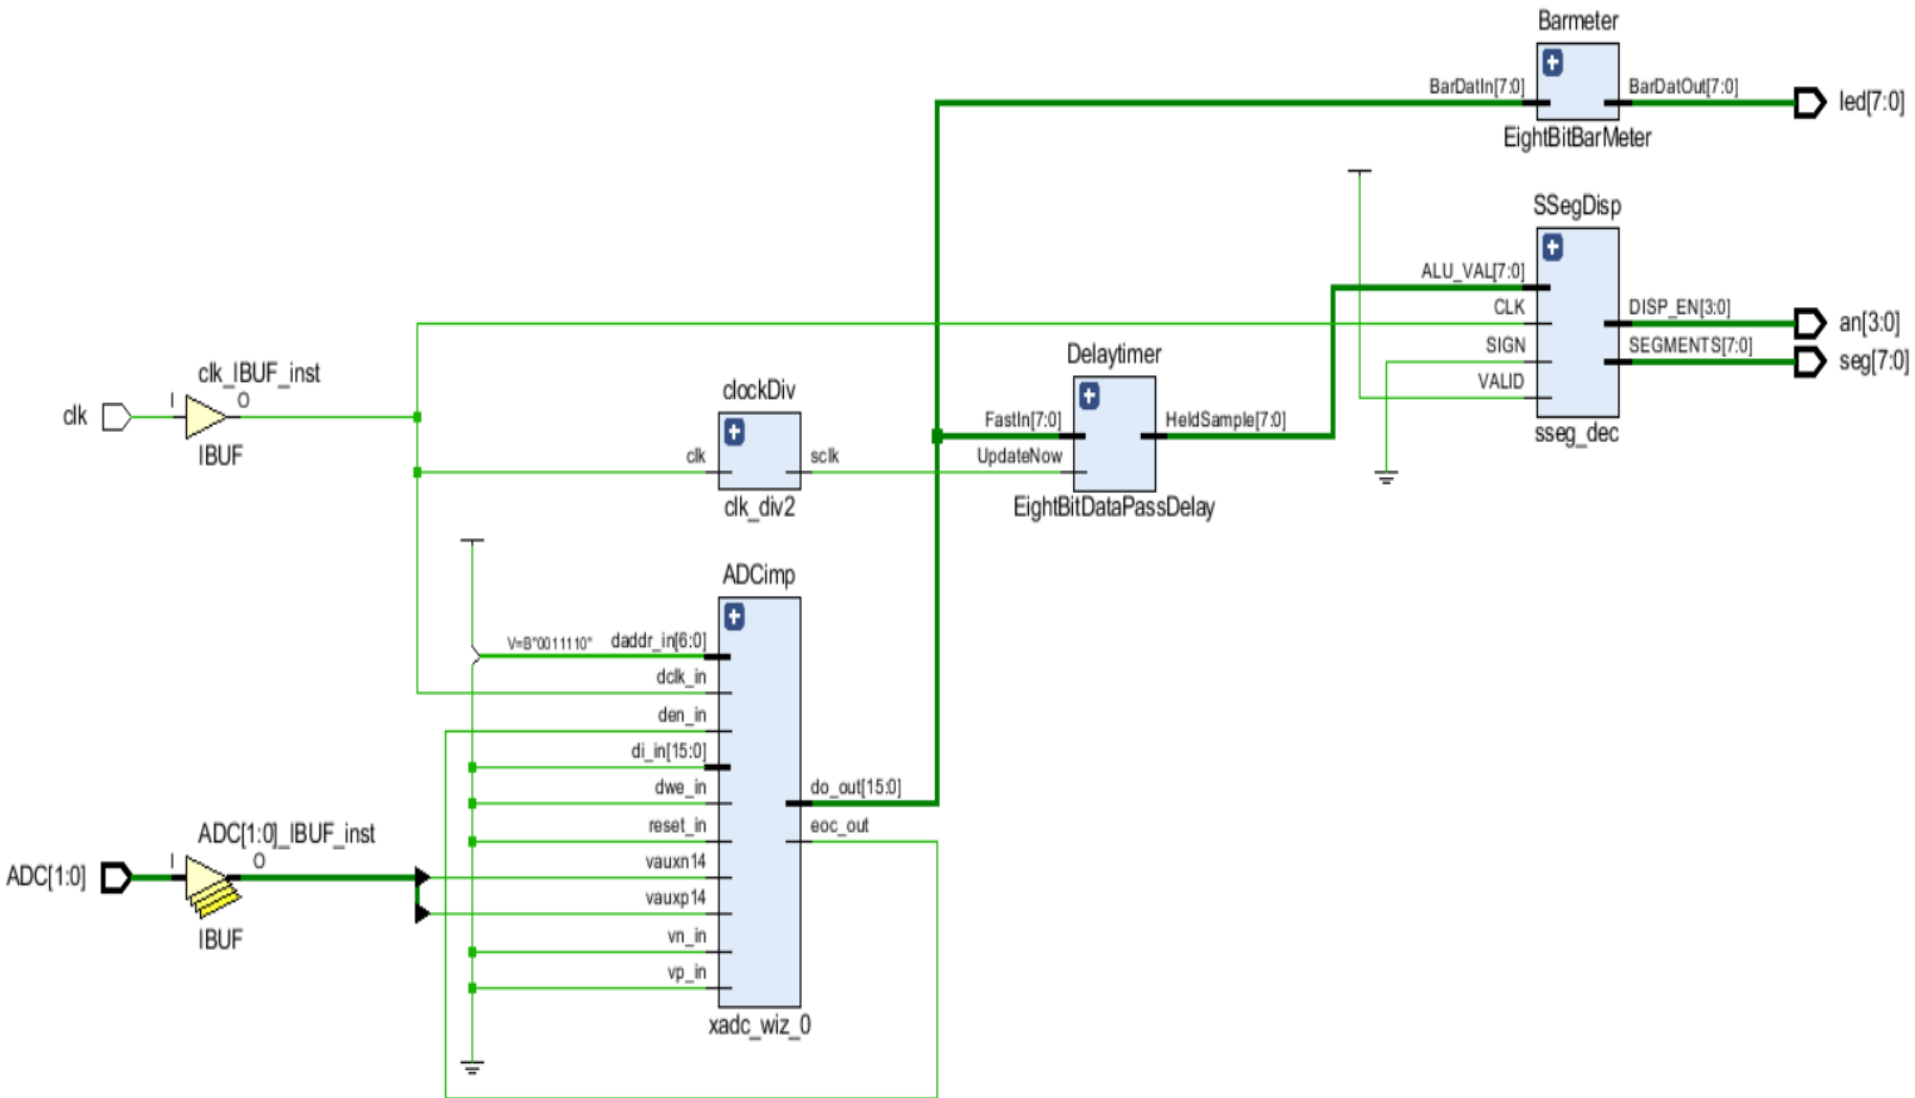 Barmeter
BarDatIn[7:0]
BarDatOut[7:0]
led[7:0]
EightBitBarMeter
SSegDisp
ALU_VAL[7:0]
CLK
DISP_EN[3:0]
an[3:0]
SIGN
SEGMENTS[7:0]
seg[7:0]
VALID
sseg_dec
clk_IBUF_inst
clk
I
O
IBUF
clockDiv
clk
sclk
clk_div2
Delaytimer
FastIn[7:0]
HeldSample[7:0]
UpdateNow
EightBitDataPassDelay
ADCimp
V=B"0011110"
daddr_in[6:0]
dclk_in
den_in
di_in[15:0]
dwe_in
do_out[15:0]
reset_in
eoc_out
vauxn14
vauxp14
vn_in
vp_in
xadc_wiz_0
ADC[1:0]_IBUF_inst
ADC[1:0]
I
O
IBUF